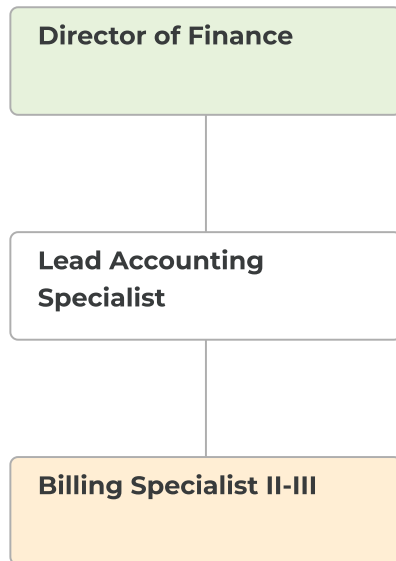 Director of Finance
Lead Accounting
Specialist
Billing Specialist II-III